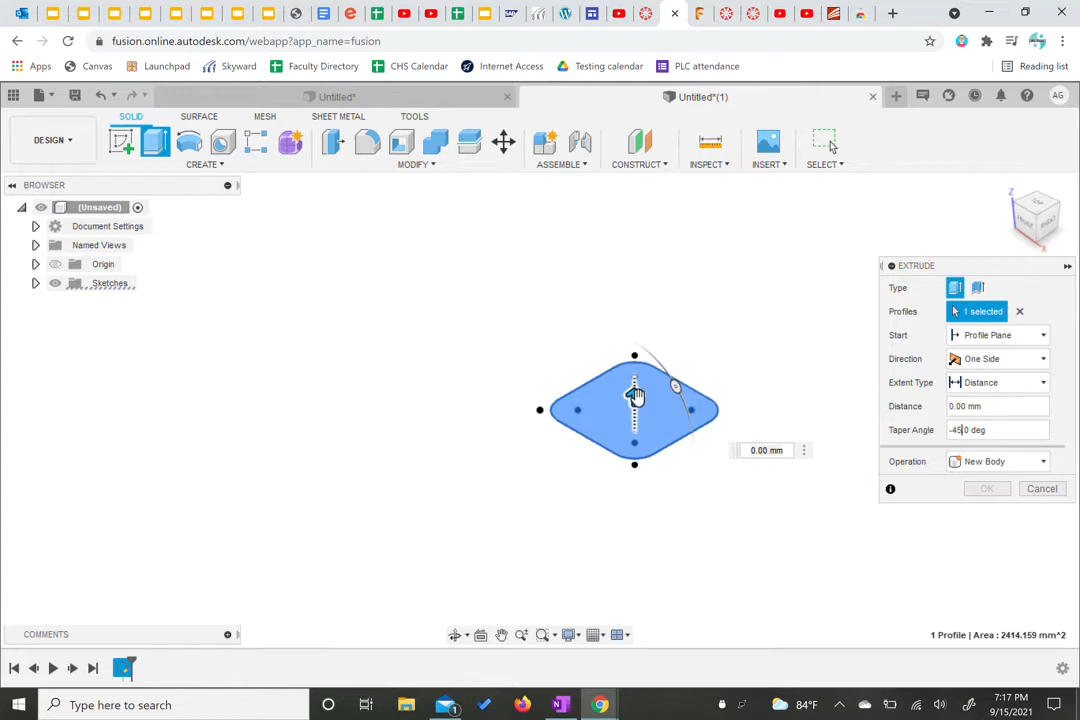 fusion.online.autodesk.com/webapp?app_name=fusion
Apps Canvas Launchpad Skyward Faculty Directory CHS Calendar Internet Access Testing calendar PLC attendance Reading list
Untitled* Untitled*(1) AG
SOLID SURFACE MESH SHEET METAL TOOLS
DESIGN
CREATE MODIFY ASSEMBLE CONSTRUCT INSPECT INSERT SELECT
BROWSER
(Unsaved)
Document Settings
Named Views
Origin
Sketches
Z
TOP
FRONT RIGHT
X
EXTRUDE
Type
Profiles 1 selected
Start Profile Plane
Direction One Side
Extent Type Distance
Distance 0.00 mm
Taper Angle -45.0 deg
0.00 mm
Operation New Body
OK Cancel
COMMENTS
1 Profile | Area : 2414.159 mm^2
Type here to search
1
84°F
7:17 PM
9/15/2021